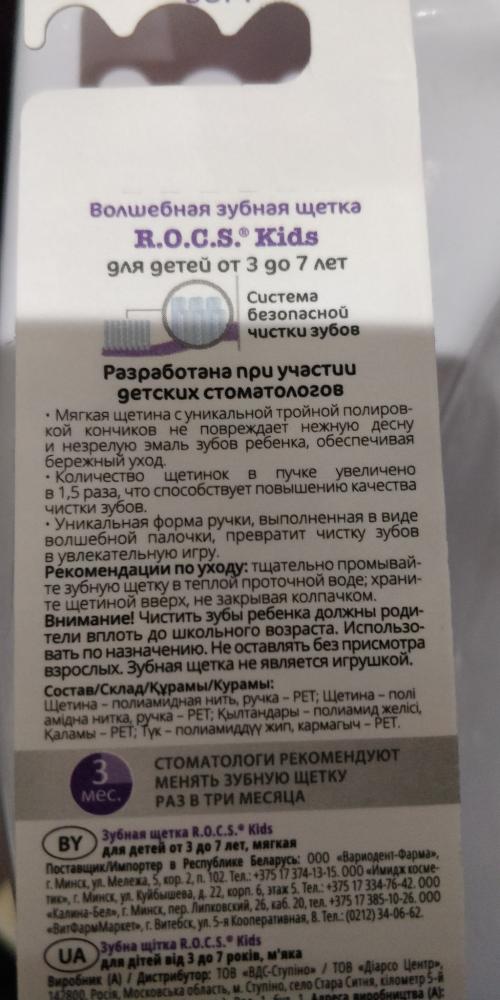 Волшебная зубная щетка
R.O.C.S.® Kids
для детей от 3 до 7 лет
Система
безопасной
чистки зубов
Разработана при участии
детских стоматологов
· Мягкая щетина с уникальной тройной полиров-
кой кончиков не повреждает нежную десну
и незрелую эмаль зубов ребенка, обеспечивая
бережный уход.
· Количество щетинок в пучке увеличено
в 1,5 раза, что способствует повышению качества
чистки зубов.
· Уникальная форма ручки, выполненная в виде
волшебной палочки, превратит чистку зубов
в увлекательную игру.
Рекомендации по уходу: тщательно промывай-
те зубную щетку в теплой проточной воде; храни-
те щетиной вверх, не закрывая колпачком.
Внимание! Чистить зубы ребенка должны роди-
тели вплоть до школьного возраста. Использо-
вать по назначению. Не оставлять без присмотра
взрослых. Зубная щетка не является игрушкой.
Состав/Склад/Құрамы/Курамы:
Щетина – полиамидная нить, ручка – PET; Щетина – полі
амідна нитка, ручка – PET; Қылтандары – полиамид желісі,
Қаламы – PET; Түк – полиамиддүү жип, кармагыч – PET.
3
мес.
СТОМАТОЛОГИ РЕКОМЕНДУЮТ
МЕНЯТЬ ЗУБНУЮ ЩЕТКУ
РАЗ В ТРИ МЕСЯЦА
BY
Зубная щетка R.O.C.S.® Kids
для детей от 3 до 7 лет, мягкая
Поставщик/Импортер в Республике Беларусь: ООО «Вариодент-Фарма»,
г. Минск, ул. Мележа, 5, кор. 2, п. 102. Тел.: +375 17 374-13-15. ООО «Имидж косме-
тик», г. Минск, ул. Куйбышева, д. 22, корп. 6, этаж 5. Тел.: +375 17 334-76-42. ООО
«Калина-Бел», г. Минск, пер. Липковский, 26, каб. 20, тел. +375 17 385-10-26. ООО
«ВитФармМаркет», г. Витебск, ул. 5-я Кооперативная, 8. Тел.: (0212) 34-06-62.
UA
Зубна щітка R.O.C.S.® Kids
для дітей від 3 до 7 років, м'яка
Виробник (А) / Дистрибутор: ТОВ «ВДС-Ступіно» / ТОВ «Діарсі Центр»,
142800, Росія, Московська область, м. Ступіно, село Стара Ситня, кілометр 5-й